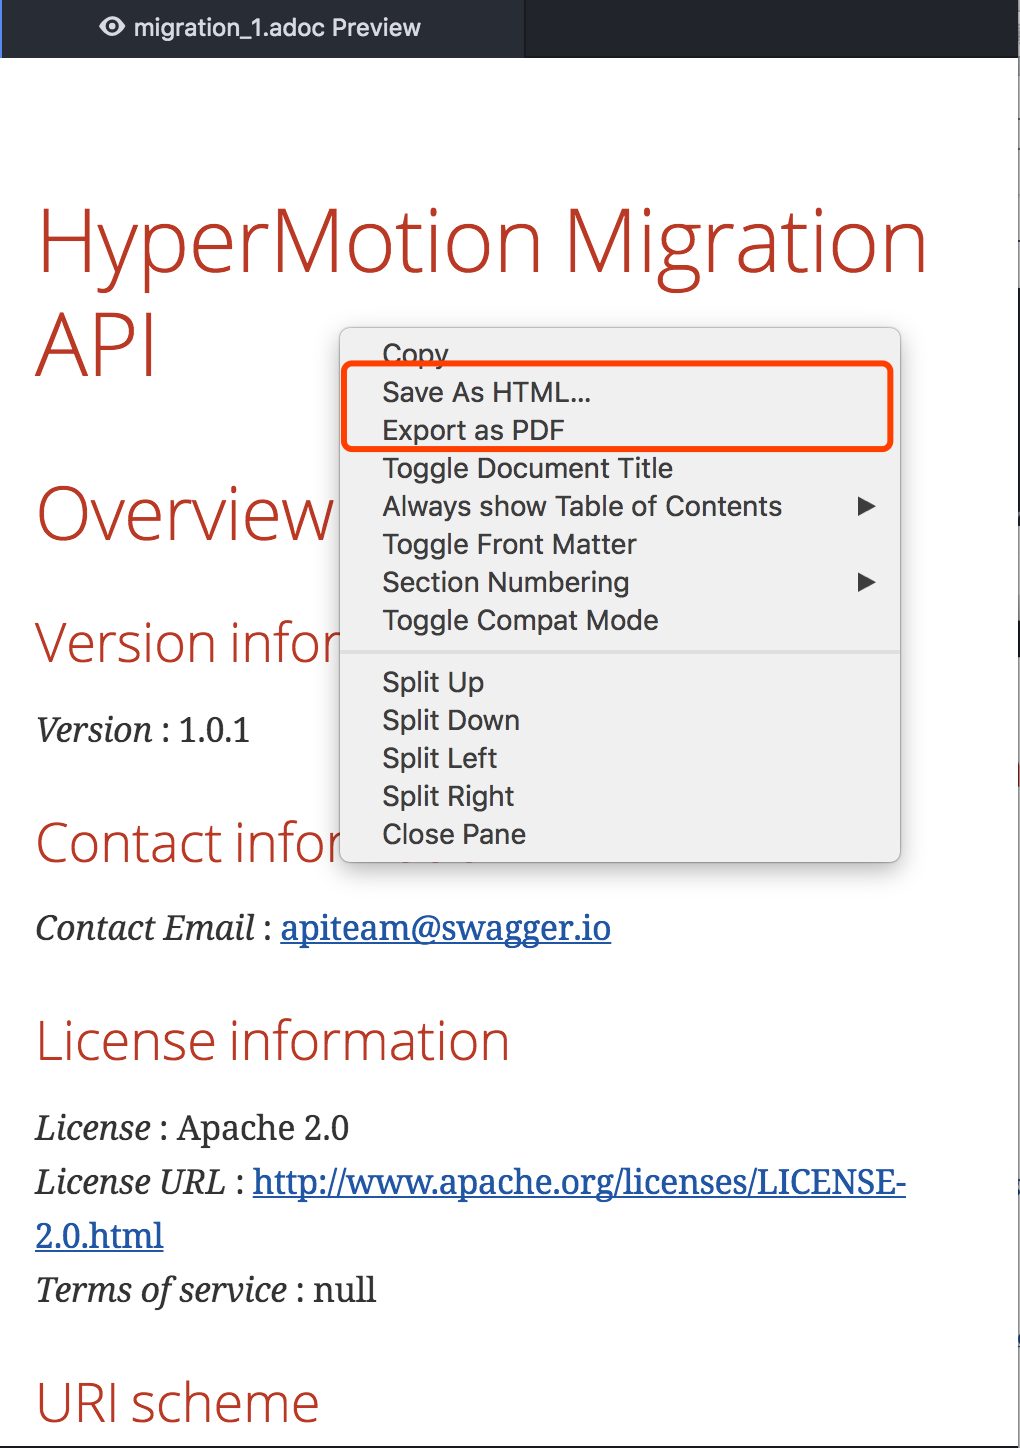 migration_1.adoc Preview
HyperMotion Migration
API
Copy
Save As HTML...
Export as PDF
Toggle Document Title
Always show Table of Contents
Toggle Front Matter
Section Numbering
Toggle Compat Mode
Split Up
Split Down
Split Left
Split Right
Close Pane
Overview
Version infor
Version : 1.0.1
Contact infor
Contact Email : apiteam@swagger.io
License information
License : Apache 2.0
License URL : http://www.apache.org/licenses/LICENSE-
2.0.html
Terms of service : null
URI scheme